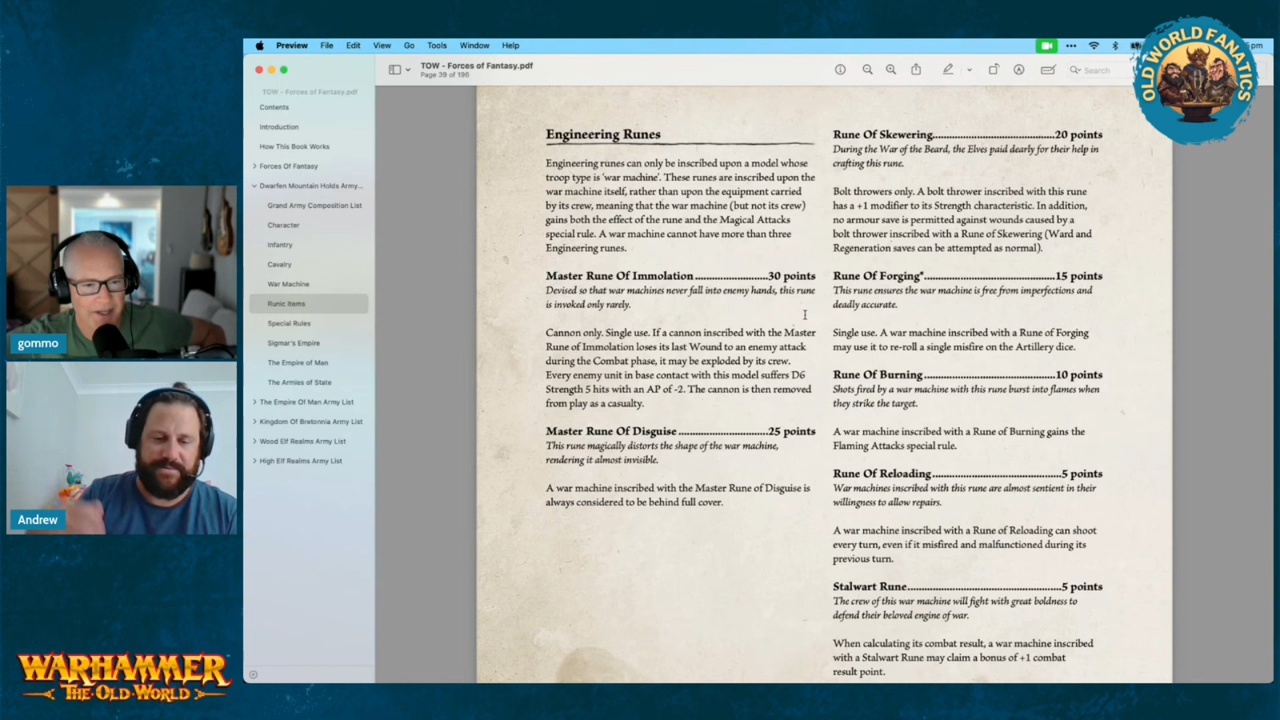 Preview File Edit View Go Tools Window Help
TOW - Forces of Fantasy.pdf
Page 39 of 196
Search
pm
OLD WORLD FANATICS
TOW - Forces of Fantasy.pdf
Contents
Introduction
How This Book Works
Forces Of Fantasy
Dwarfen Mountain Holds Army...
Grand Army Composition List
Character
Infantry
Cavalry
War Machine
Runic Items
Special Rules
Sigmar's Empire
The Empire of Man
The Armies of State
The Empire Of Man Army List
Kingdom Of Bretonnia Army List
Wood Elf Realms Army List
High Elf Realms Army List
gommo
Andrew
WARHAMMER
THE OLD WORLD
Engineering Runes
Engineering runes can only be inscribed upon a model whose
troop type is 'war machine'. These runes are inscribed upon the
war machine itself, rather than upon the equipment carried
by its crew, meaning that the war machine (but not its crew)
gains both the effect of the rune and the Magical Attacks
special rule. A war machine cannot have more than three
Engineering runes.
Master Rune Of Immolation....................30 points
Devised so that war machines never fall into enemy hands, this rune
is invoked only rarely.
Cannon only. Single use. If a cannon inscribed with the Master
Rune of Immolation loses its last Wound to an enemy attack
during the Combat phase, it may be exploded by its crew.
Every enemy unit in base contact with this model suffers D6
Strength 5 hits with an AP of -2. The cannon is then removed
from play as a casualty.
Master Rune Of Disguise.........................25 points
This rune magically distorts the shape of the war machine,
rendering it almost invisible.
A war machine inscribed with the Master Rune of Disguise is
always considered to be behind full cover.
Rune Of Skewering..................................20 points
During the War of the Beard, the Elves paid dearly for their help in
crafting this rune.
Bolt throwers only. A bolt thrower inscribed with this rune
has a +1 modifier to its Strength characteristic. In addition,
no armour save is permitted against wounds caused by a
bolt thrower inscribed with a Rune of Skewering (Ward and
Regeneration saves can be attempted as normal).
Rune Of Forging*.....................................15 points
This rune ensures the war machine is free from imperfections and
deadly accurate.
Single use. A war machine inscribed with a Rune of Forging
may use it to re-roll a single misfire on the Artillery dice.
Rune Of Burning.....................................10 points
Shots fired by a war machine with this rune burst into flames when
they strike the target.
A war machine inscribed with a Rune of Burning gains the
Flaming Attacks special rule.
Rune Of Reloading.....................................5 points
War machines inscribed with this rune are almost sentient in their
willingness to allow repairs.
A war machine inscribed with a Rune of Reloading can shoot
every turn, even if it misfired and malfunctioned during its
previous turn.
Stalwart Rune...........................................5 points
The crew of this war machine will fight with great boldness to
defend their beloved engine of war.
When calculating its combat result, a war machine inscribed
with a Stalwart Rune may claim a bonus of +1 combat
result point.